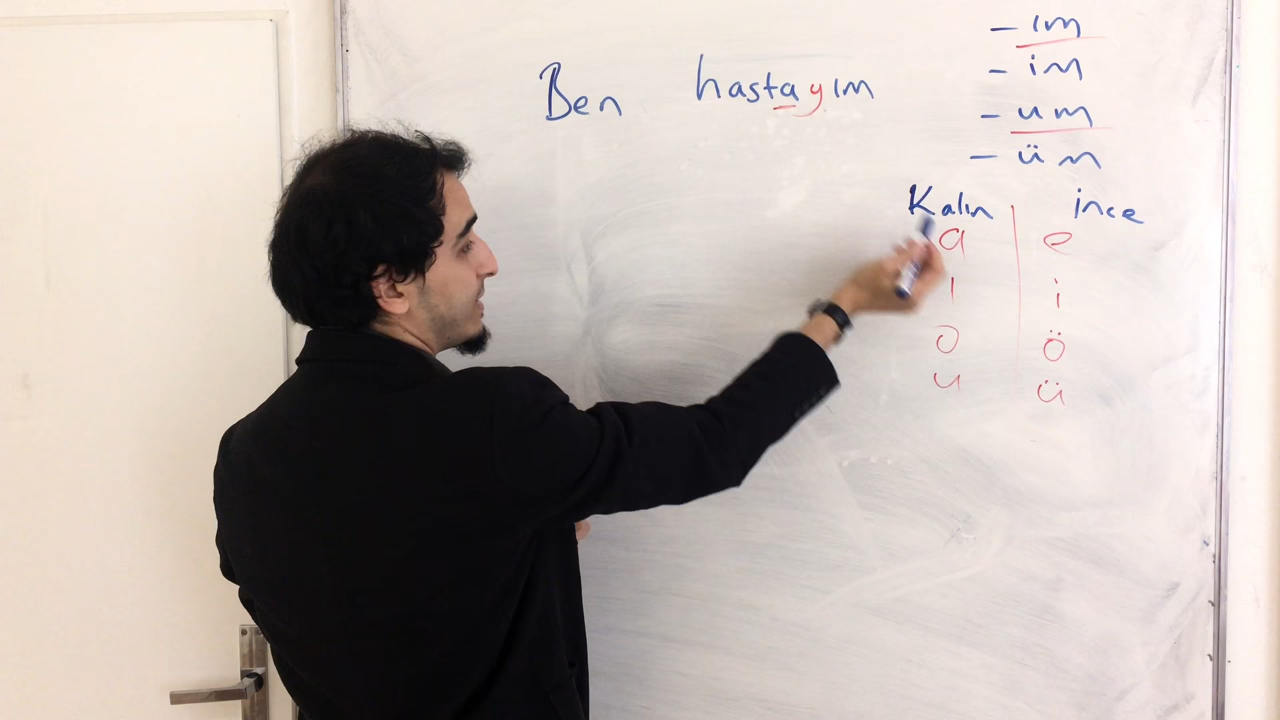 Ben hastayım
-ım
-im
-um
-üm
Kalın ince
a e
ı i
o ö
u ü